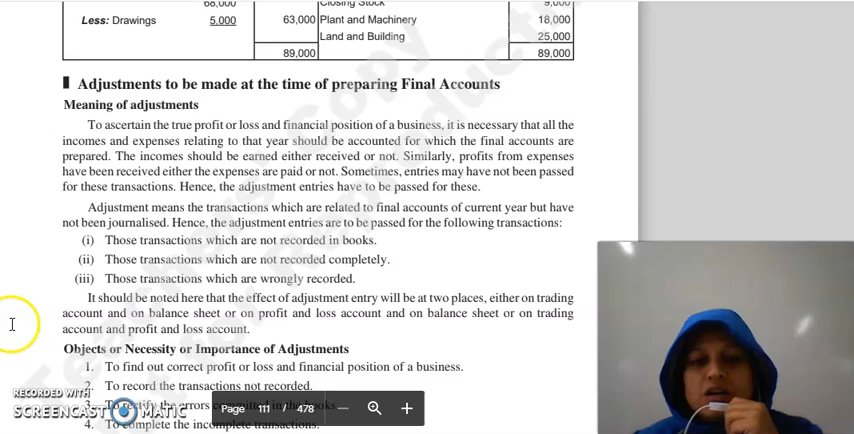 68,000 Closing Stock 9,000
Less: Drawings 5,000 63,000 Plant and Machinery 18,000
Land and Building 25,000
89,000 89,000
Adjustments to be made at the time of preparing Final Accounts
Meaning of adjustments
To ascertain the true profit or loss and financial position of a business, it is necessary that all the
incomes and expenses relating to that year should be accounted for which the final accounts are
prepared. The incomes should be earned either received or not. Similarly, profits from expenses
have been received either the expenses are paid or not. Sometimes, entries may have not been passed
for these transactions. Hence, the adjustment entries have to be passed for these.
Adjustment means the transactions which are related to final accounts of current year but have
not been journalised. Hence, the adjustment entries are to be passed for the following transactions:
(i) Those transactions which are not recorded in books.
(ii) Those transactions which are not recorded completely.
(iii) Those transactions which are wrongly recorded.
It should be noted here that the effect of adjustment entry will be at two places, either on trading
account and on balance sheet or on profit and loss account and on balance sheet or on trading
account and profit and loss account.
Objects or Necessity or Importance of Adjustments
1. To find out correct profit or loss and financial position of a business.
2. To record the transactions not recorded.
3. To rectify the errors committed in the books.
4. To complete the incomplete transactions.
RECORDED WITH
SCREENCAST MATIC
Page 111 / 478
Teachers' Copy